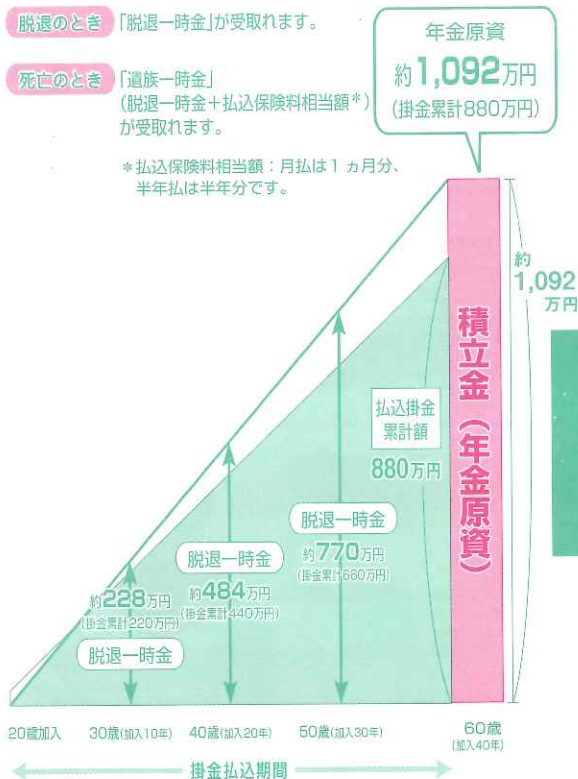 脱退のとき 「脱退一時金」が受取れます。
死亡のとき 「遺族一時金」
(脱退一時金＋払込保険料相当額＊)
が受取れます。
＊払込保険料相当額：月払は1ヵ月分、
半年払は半年分です。
年金原資
約1,092万円
(掛金累計880万円)
約
1,092
万円
積立金（年金原資）
払込掛金
累計額
880万円
脱退一時金
約770万円
(掛金累計660万円)
脱退一時金
約484万円
(掛金累計440万円)
約228万円
(掛金累計220万円)
脱退一時金
20歳加入 30歳(加入10年) 40歳(加入20年) 50歳(加入30年) 60歳
(加入40年)
掛金払込期間